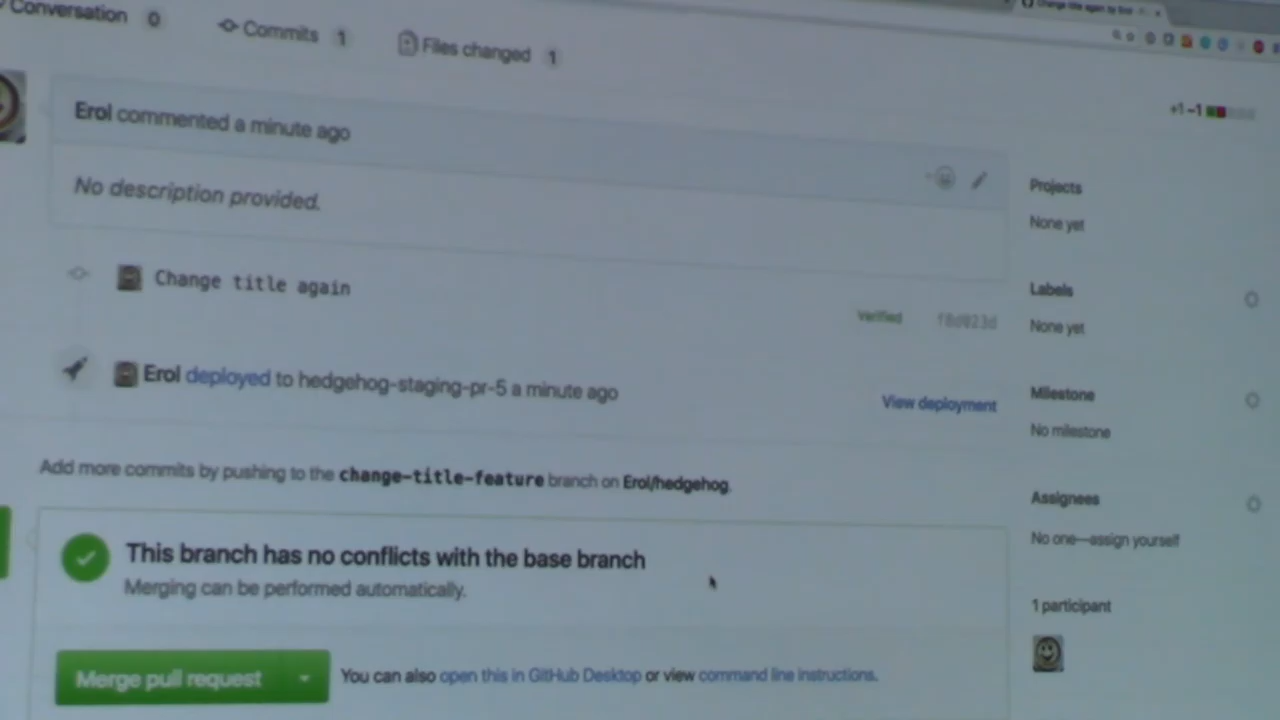 Conversation 0
Commits 1
Files changed 1
+1 −1
Erol commented a minute ago
No description provided.
Change title again
Verified f8d023d
Erol deployed to hedgehog-staging-pr-5 a minute ago
View deployment
Add more commits by pushing to the change-title-feature branch on Erol/hedgehog.
This branch has no conflicts with the base branch
Merging can be performed automatically.
Merge pull request
You can also open this in GitHub Desktop or view command line instructions.
Projects
None yet
Labels
None yet
Milestone
No milestone
Assignees
No one—assign yourself
1 participant